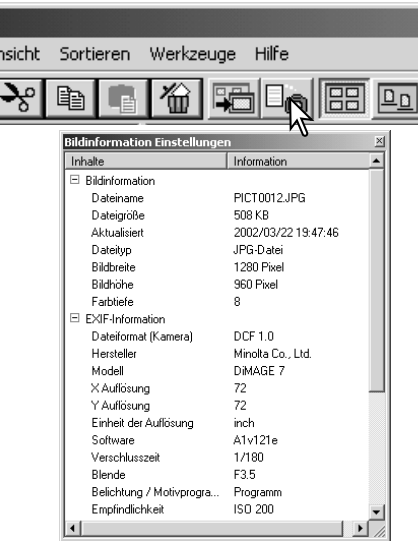 nsicht Sortieren Werkzeuge Hilfe
Bildinformation Einstellungen
Inhalte Information
Bildinformation
Dateiname PICT0012.JPG
Dateigröße 508 KB
Aktualisiert 2002/03/22 19:47:46
Dateityp JPG-Datei
Bildbreite 1280 Pixel
Bildhöhe 960 Pixel
Farbtiefe 8
EXIF-Information
Dateiformat (Kamera) DCF 1.0
Hersteller Minolta Co., Ltd.
Modell DiMAGE 7
X Auflösung 72
Y Auflösung 72
Einheit der Auflösung inch
Software A1v121e
Verschlusszeit 1/180
Blende F3.5
Belichtung / Motivprogra... Programm
Empfindlichkeit ISO 200